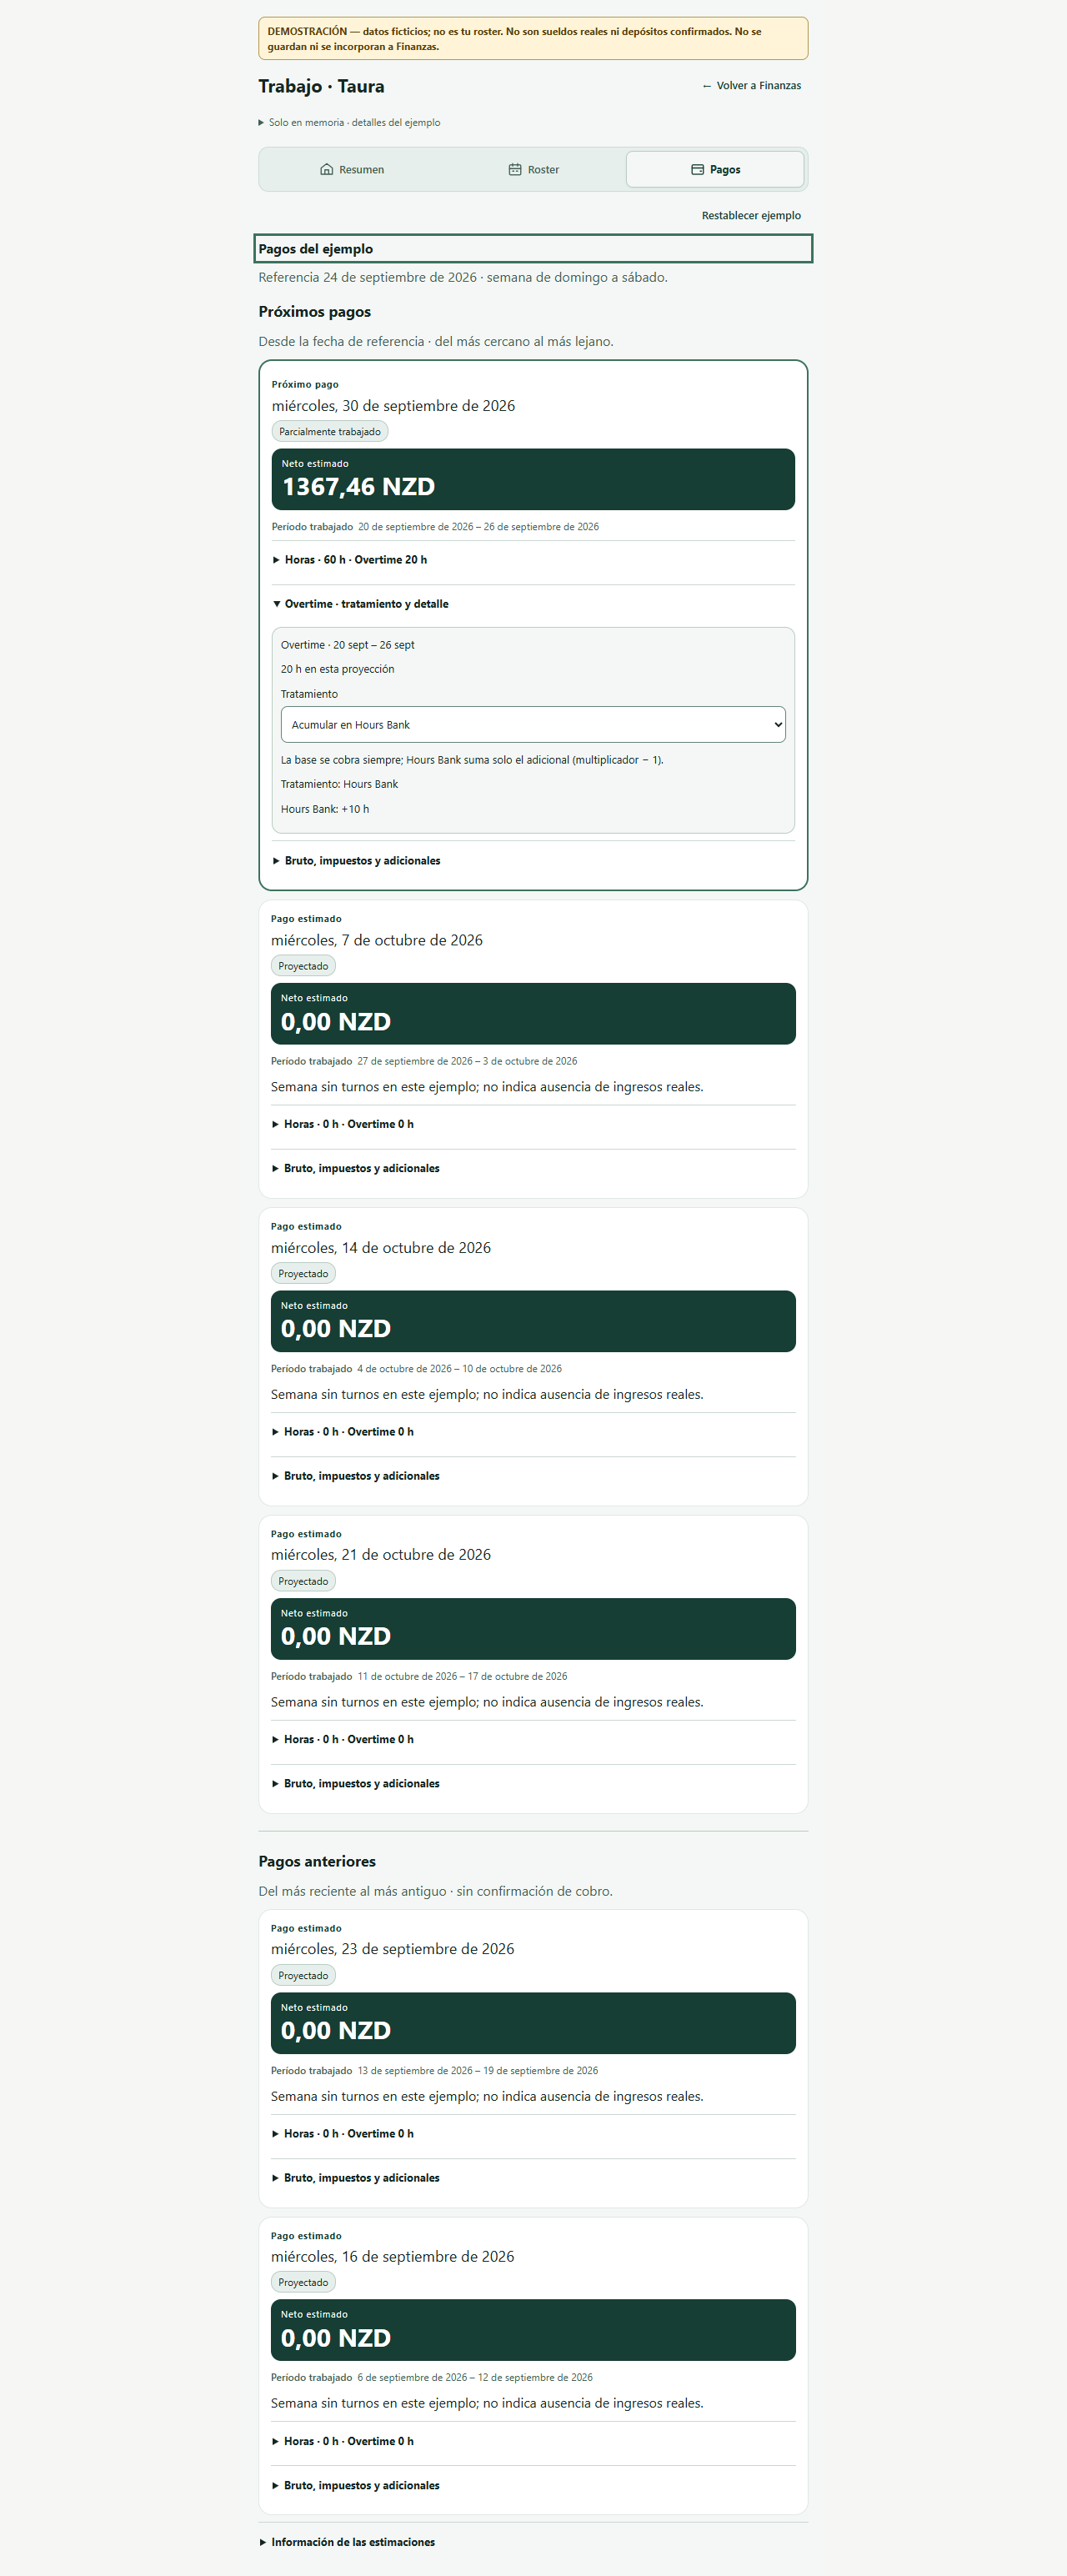 DEMOSTRACIÓN — datos ficticios; no es tu roster. No son sueldos reales ni depósitos confirmados. No se
guardan ni se incorporan a Finanzas.
Trabajo · Taura
← Volver a Finanzas
Solo en memoria · detalles del ejemplo
Resumen
Roster
Pagos
Restablecer ejemplo
Pagos del ejemplo
Referencia 24 de septiembre de 2026 · semana de domingo a sábado.
Próximos pagos
Desde la fecha de referencia · del más cercano al más lejano.
Próximo pago
miércoles, 30 de septiembre de 2026
Parcialmente trabajado
Neto estimado
1367,46 NZD
Período trabajado 20 de septiembre de 2026 – 26 de septiembre de 2026
Horas · 60 h · Overtime 20 h
Overtime · tratamiento y detalle
Overtime · 20 sept – 26 sept
20 h en esta proyección
Tratamiento
Acumular en Hours Bank
La base se cobra siempre; Hours Bank suma solo el adicional (multiplicador − 1).
Tratamiento: Hours Bank
Hours Bank: +10 h
Bruto, impuestos y adicionales
Pago estimado
miércoles, 7 de octubre de 2026
Proyectado
Neto estimado
0,00 NZD
Período trabajado 27 de septiembre de 2026 – 3 de octubre de 2026
Semana sin turnos en este ejemplo; no indica ausencia de ingresos reales.
Horas · 0 h · Overtime 0 h
Bruto, impuestos y adicionales
Pago estimado
miércoles, 14 de octubre de 2026
Proyectado
Neto estimado
0,00 NZD
Período trabajado 4 de octubre de 2026 – 10 de octubre de 2026
Semana sin turnos en este ejemplo; no indica ausencia de ingresos reales.
Horas · 0 h · Overtime 0 h
Bruto, impuestos y adicionales
Pago estimado
miércoles, 21 de octubre de 2026
Proyectado
Neto estimado
0,00 NZD
Período trabajado 11 de octubre de 2026 – 17 de octubre de 2026
Semana sin turnos en este ejemplo; no indica ausencia de ingresos reales.
Horas · 0 h · Overtime 0 h
Bruto, impuestos y adicionales
Pagos anteriores
Del más reciente al más antiguo · sin confirmación de cobro.
Pago estimado
miércoles, 23 de septiembre de 2026
Proyectado
Neto estimado
0,00 NZD
Período trabajado 13 de septiembre de 2026 – 19 de septiembre de 2026
Semana sin turnos en este ejemplo; no indica ausencia de ingresos reales.
Horas · 0 h · Overtime 0 h
Bruto, impuestos y adicionales
Pago estimado
miércoles, 16 de septiembre de 2026
Proyectado
Neto estimado
0,00 NZD
Período trabajado 6 de septiembre de 2026 – 12 de septiembre de 2026
Semana sin turnos en este ejemplo; no indica ausencia de ingresos reales.
Horas · 0 h · Overtime 0 h
Bruto, impuestos y adicionales
Información de las estimaciones